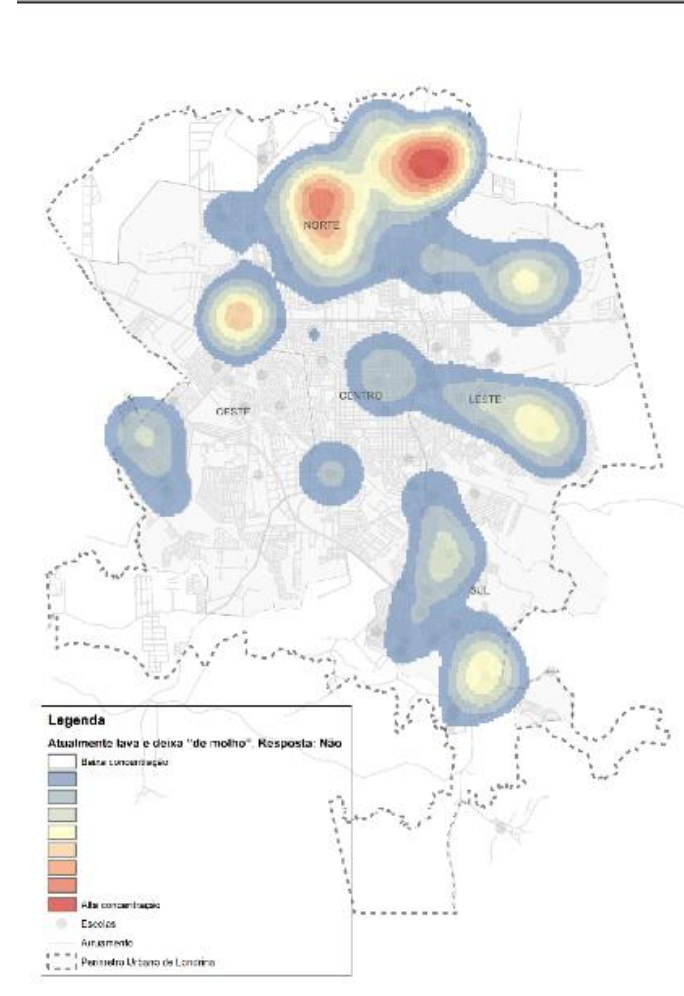 NORTE
CENTRO
LESTE
OESTE
SUL
Legenda
Atualmente lava e deixa "de molho". Resposta: Não
Baixa concentração
Alta concentração
Escolas
Arruamento
Perímetro Urbano de Londrina